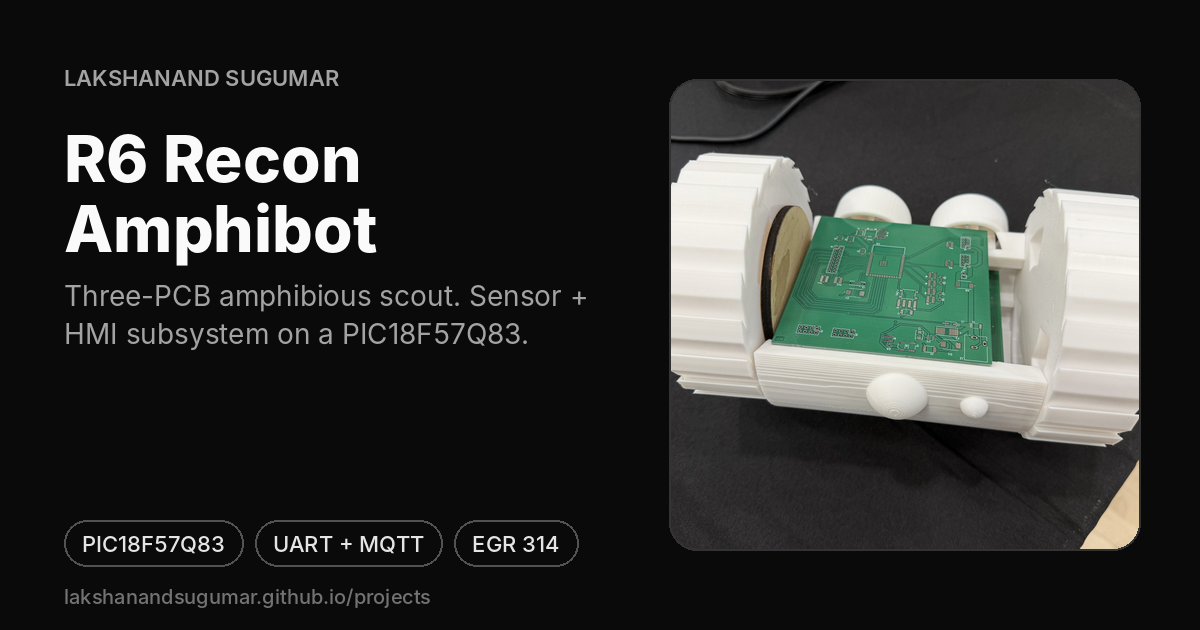 LAKSHANAND SUGUMAR
R6 Recon
Amphibot
Three-PCB amphibious scout. Sensor +
HMI subsystem on a PIC18F57Q83.
PIC18F57Q83
UART + MQTT
EGR 314
lakshanandsugumar.github.io/projects